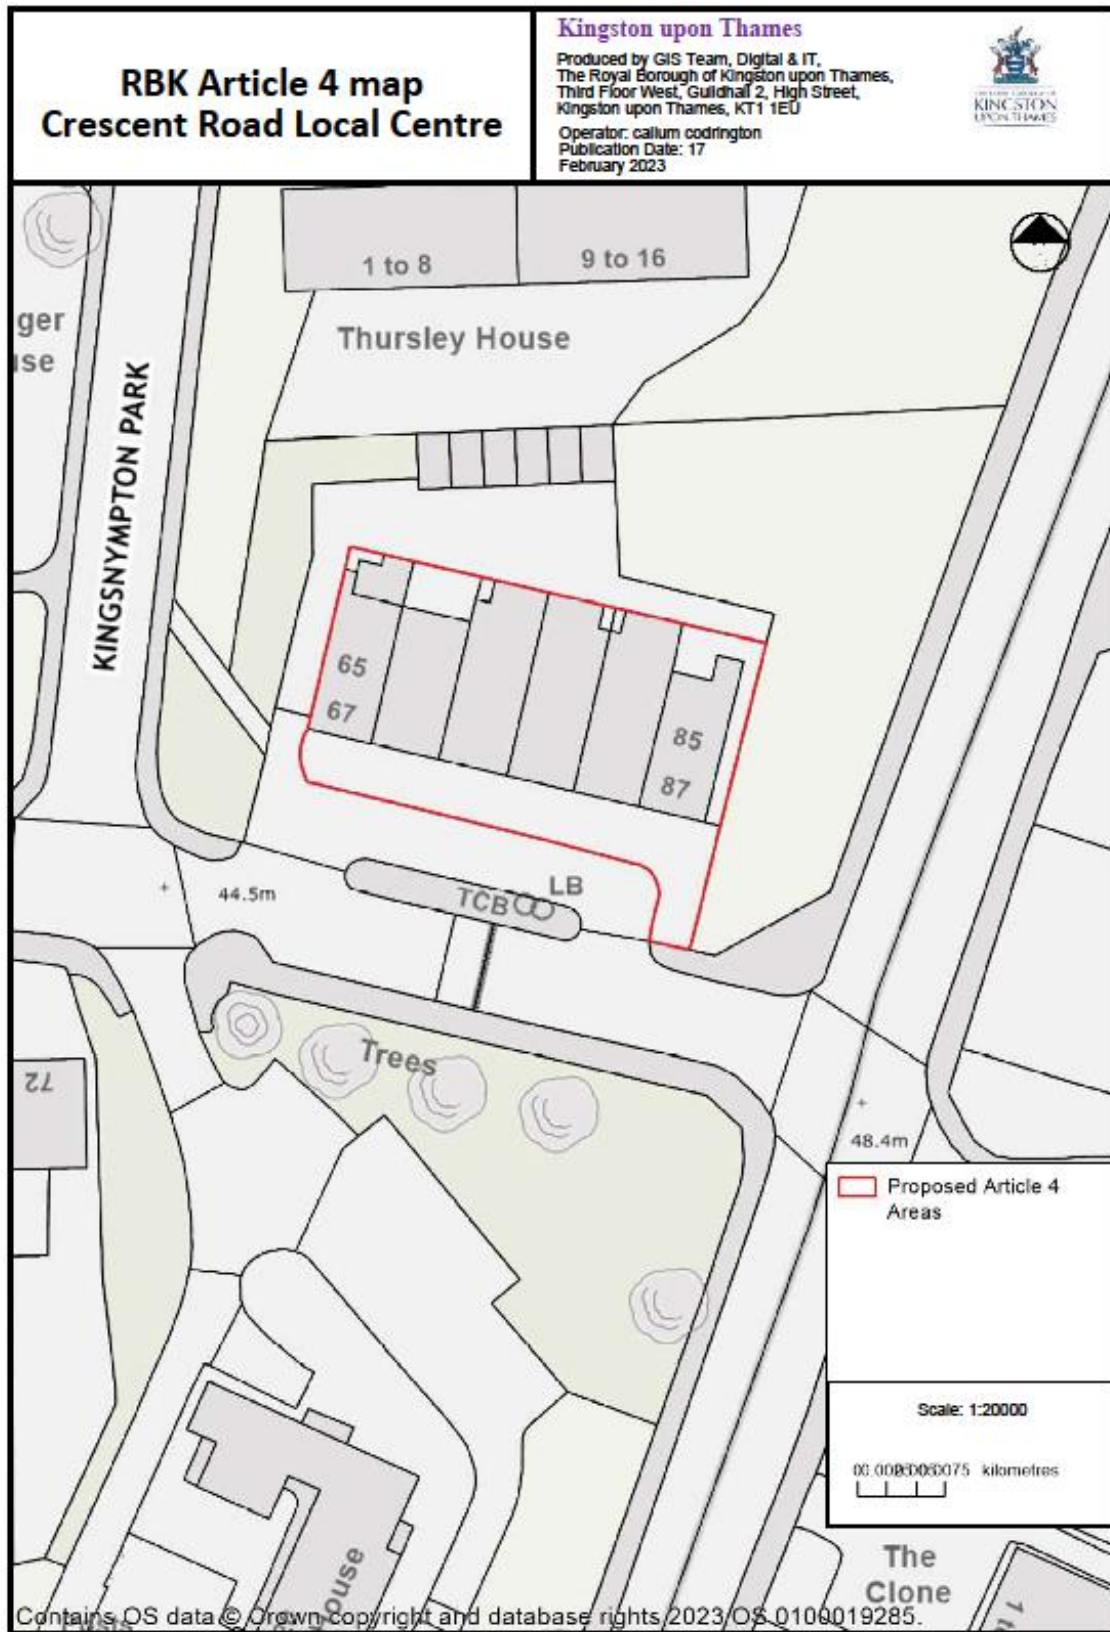 RBK Article 4 map
Crescent Road Local Centre
Kingston upon Thames
Produced by GIS Team, Digital & IT,
The Royal Borough of Kingston upon Thames,
Third Floor West, Guildhall 2, High Street,
Kingston upon Thames, KT1 1EU
Operator: callum codrington
Publication Date: 17
February 2023
KINGSTON
UPON THAMES
1 to 8
9 to 16
Thursley House
ger
use
KINGSNYMPTON PARK
65
67
85
87
LB
TCB
44.5m
Trees
72
48.4m
Proposed Article 4
Areas
Scale: 1:20000
kilometres
The
Clone
House
Contains OS data © Crown copyright and database rights 2023 OS 0100019285.